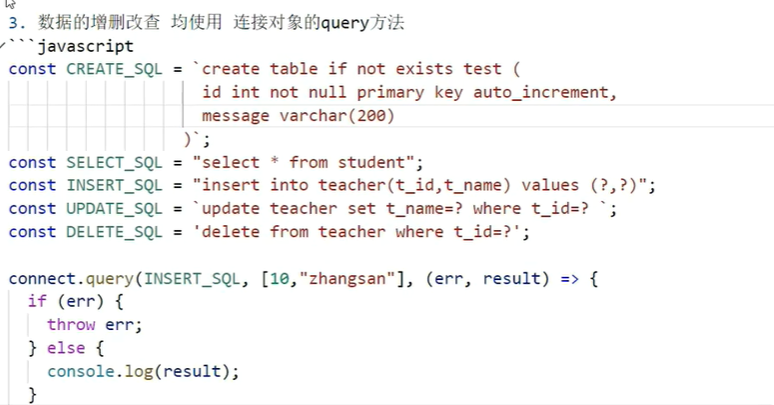 3. 数据的增删改查 均使用 连接对象的query方法
```javascript
const CREATE_SQL = `create table if not exists test (
id int not null primary key auto_increment,
message varchar(200)
)`;
const SELECT_SQL = "select * from student";
const INSERT_SQL = "insert into teacher(t_id,t_name) values (?,?)";
const UPDATE_SQL = `update teacher set t_name=? where t_id=? `;
const DELETE_SQL = 'delete from teacher where t_id=?';
connect.query(INSERT_SQL, [10,"zhangsan"], (err, result) => {
if (err) {
throw err;
} else {
console.log(result);
}